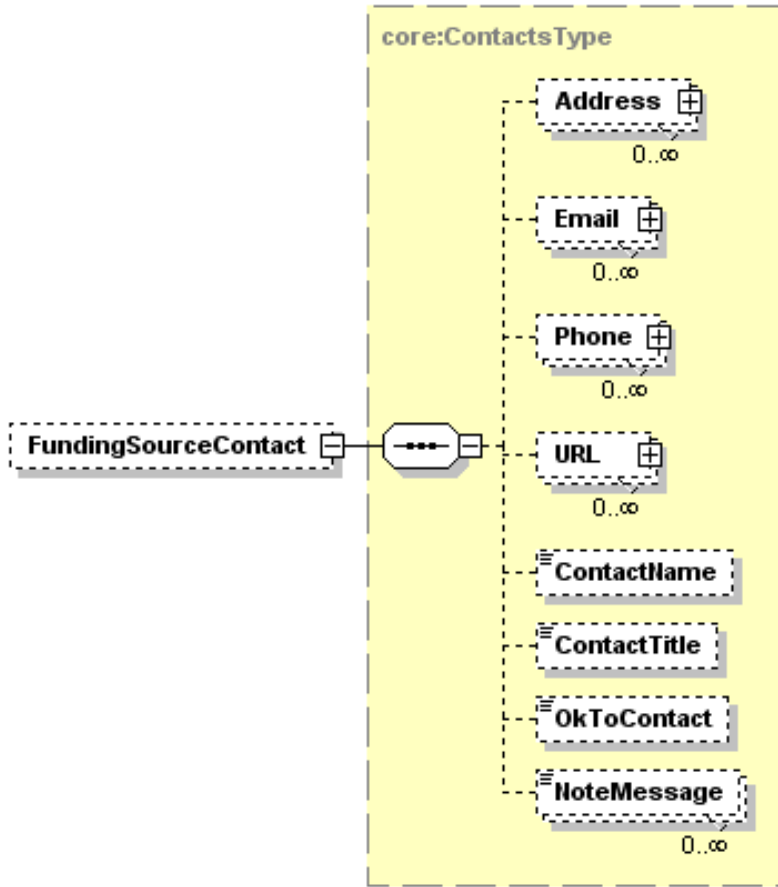 core:ContactsType
Address
0..∞
Email
0..∞
Phone
0..∞
FundingSourceContact
URL
0..∞
ContactName
ContactTitle
OkToContact
NoteMessage
0..∞